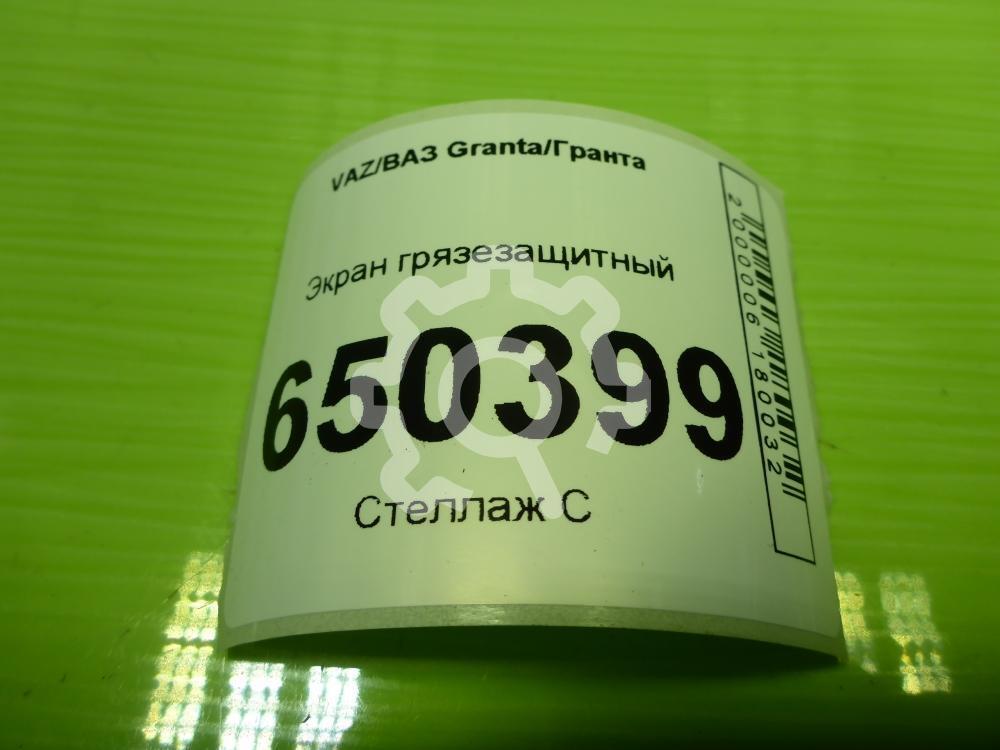 VAZ/ВАЗ Granta/Гранта
Экран грязезащитный
650399
Стеллаж С
2000006180032